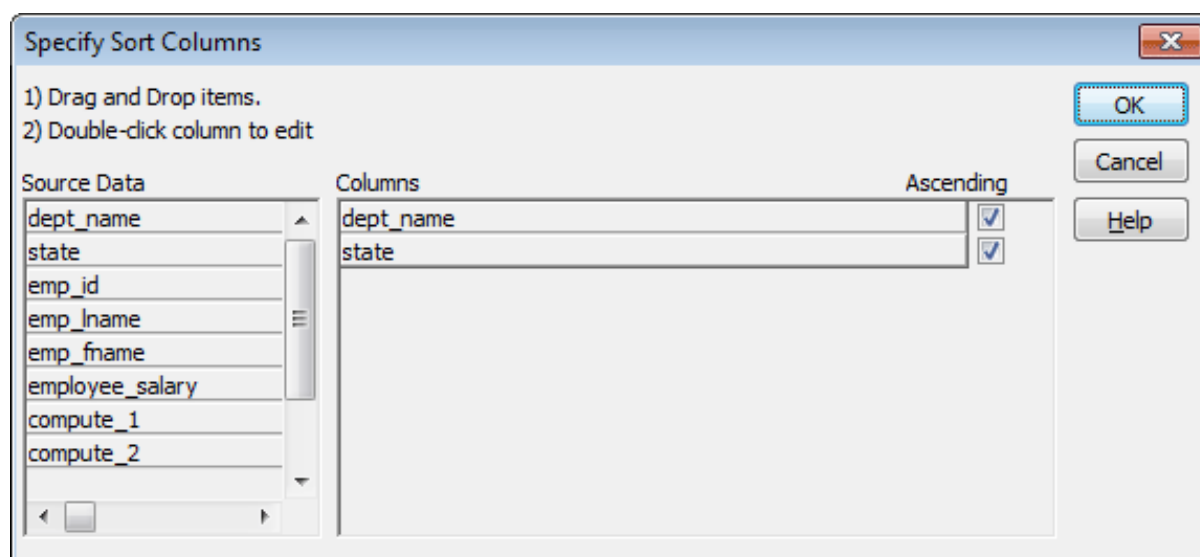 Specify Sort Columns
1) Drag and Drop items.
2) Double-click column to edit
OK
Cancel
Help
Source Data
dept_name
state
emp_id
emp_lname
emp_fname
employee_salary
compute_1
compute_2
Columns Ascending
dept_name
state